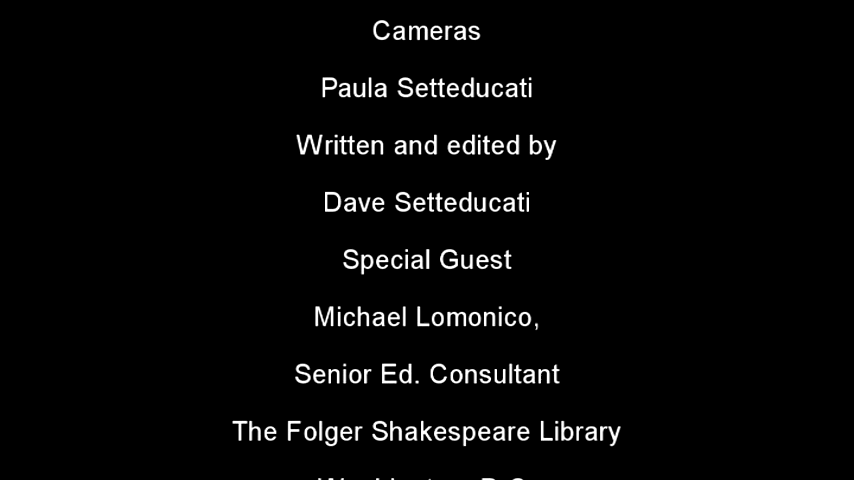 Cameras
Paula Setteducati
Written and edited by
Dave Setteducati
Special Guest
Michael Lomonico,
Senior Ed. Consultant
The Folger Shakespeare Library